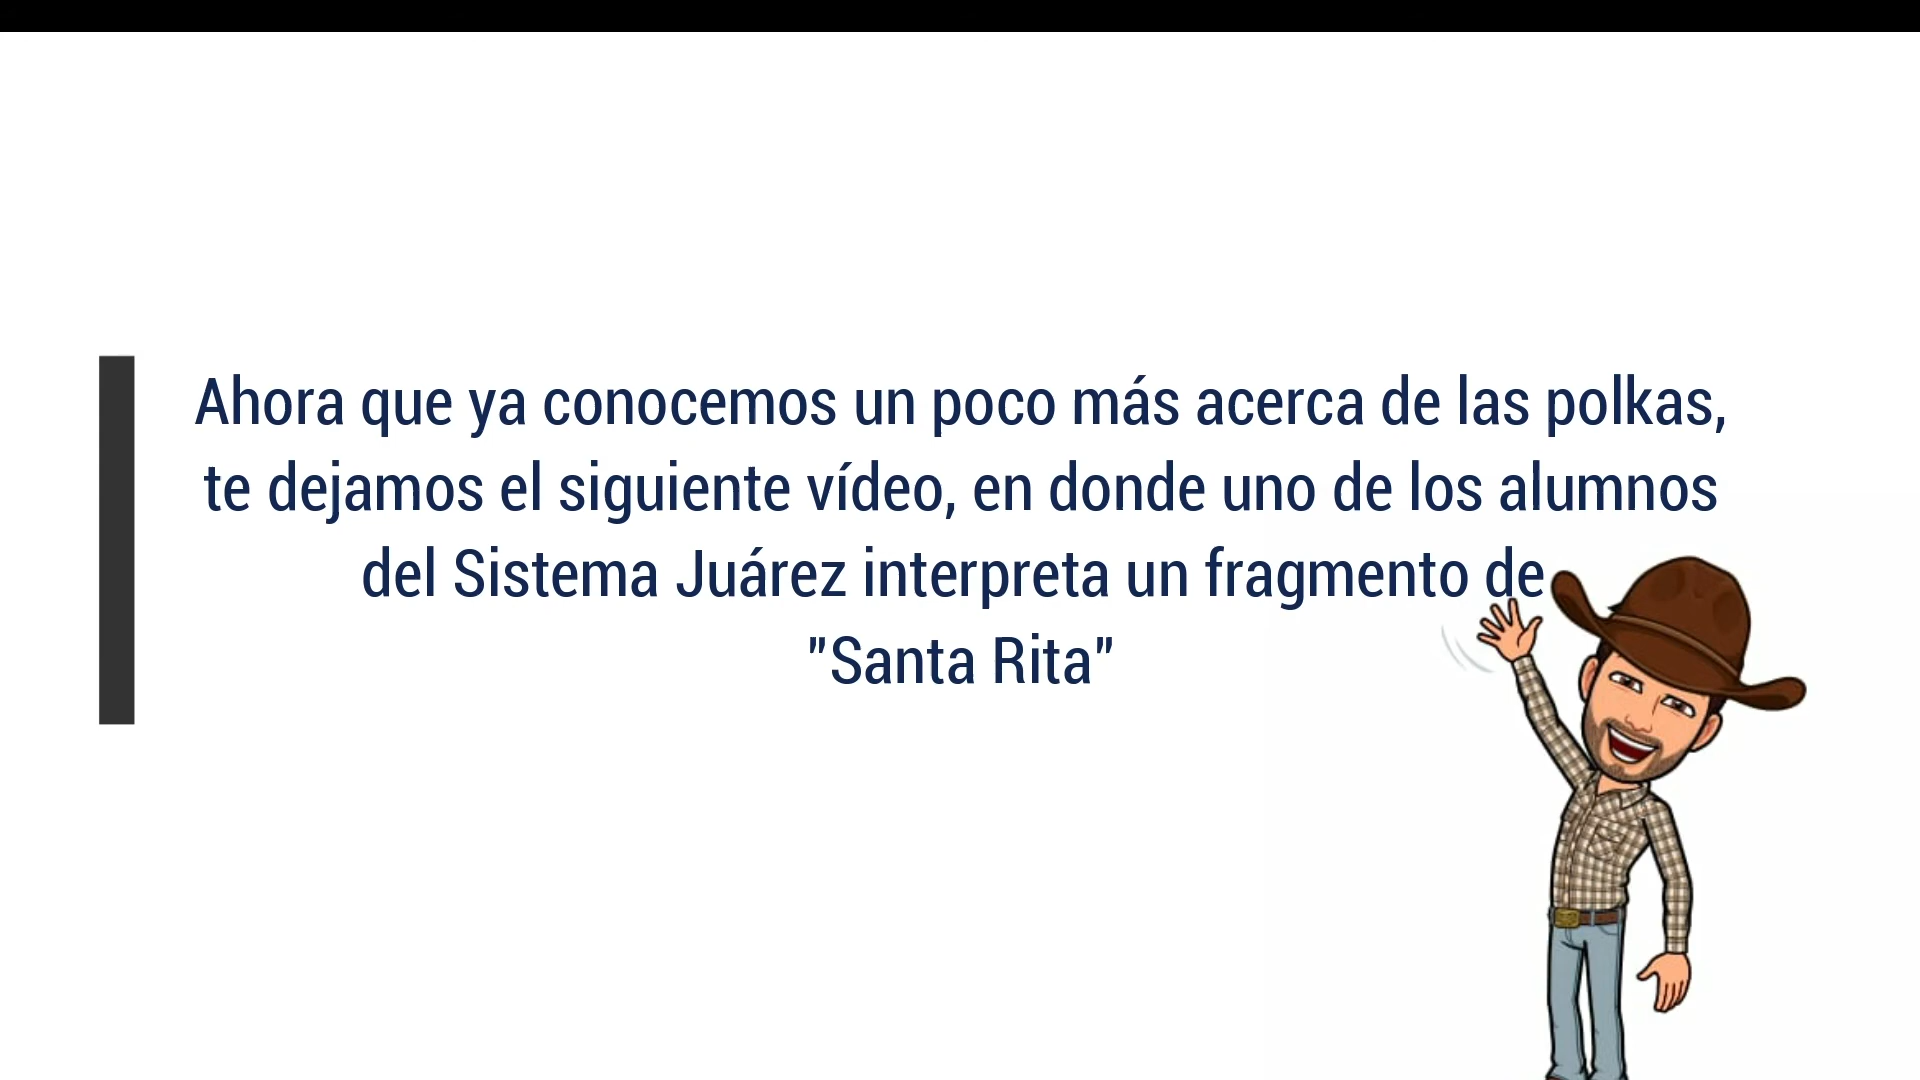 Ahora que ya conocemos un poco más acerca de las polkas,
te dejamos el siguiente vídeo, en donde uno de los alumnos
del Sistema Juárez interpreta un fragmento de
"Santa Rita"